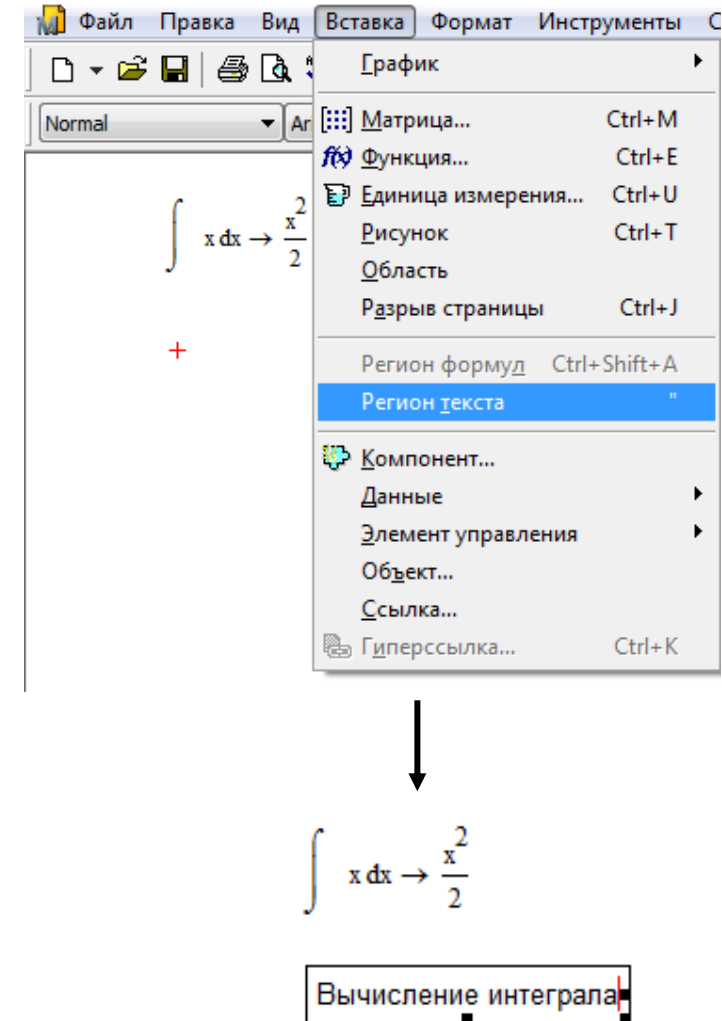 Файл Правка Вид Вставка Формат Инструменты С
Normal Ar
График
Матрица... Ctrl+M
f(x) Функция... Ctrl+E
Единица измерения... Ctrl+U
Рисунок Ctrl+T
Область
Разрыв страницы Ctrl+J
Регион формул Ctrl+Shift+A
Регион текста "
Компонент...
Данные
Элемент управления
Объект...
Ссылка...
Гиперссылка... Ctrl+K
∫ x dx → x²/2
∫ x dx → x²/2
Вычисление интеграла